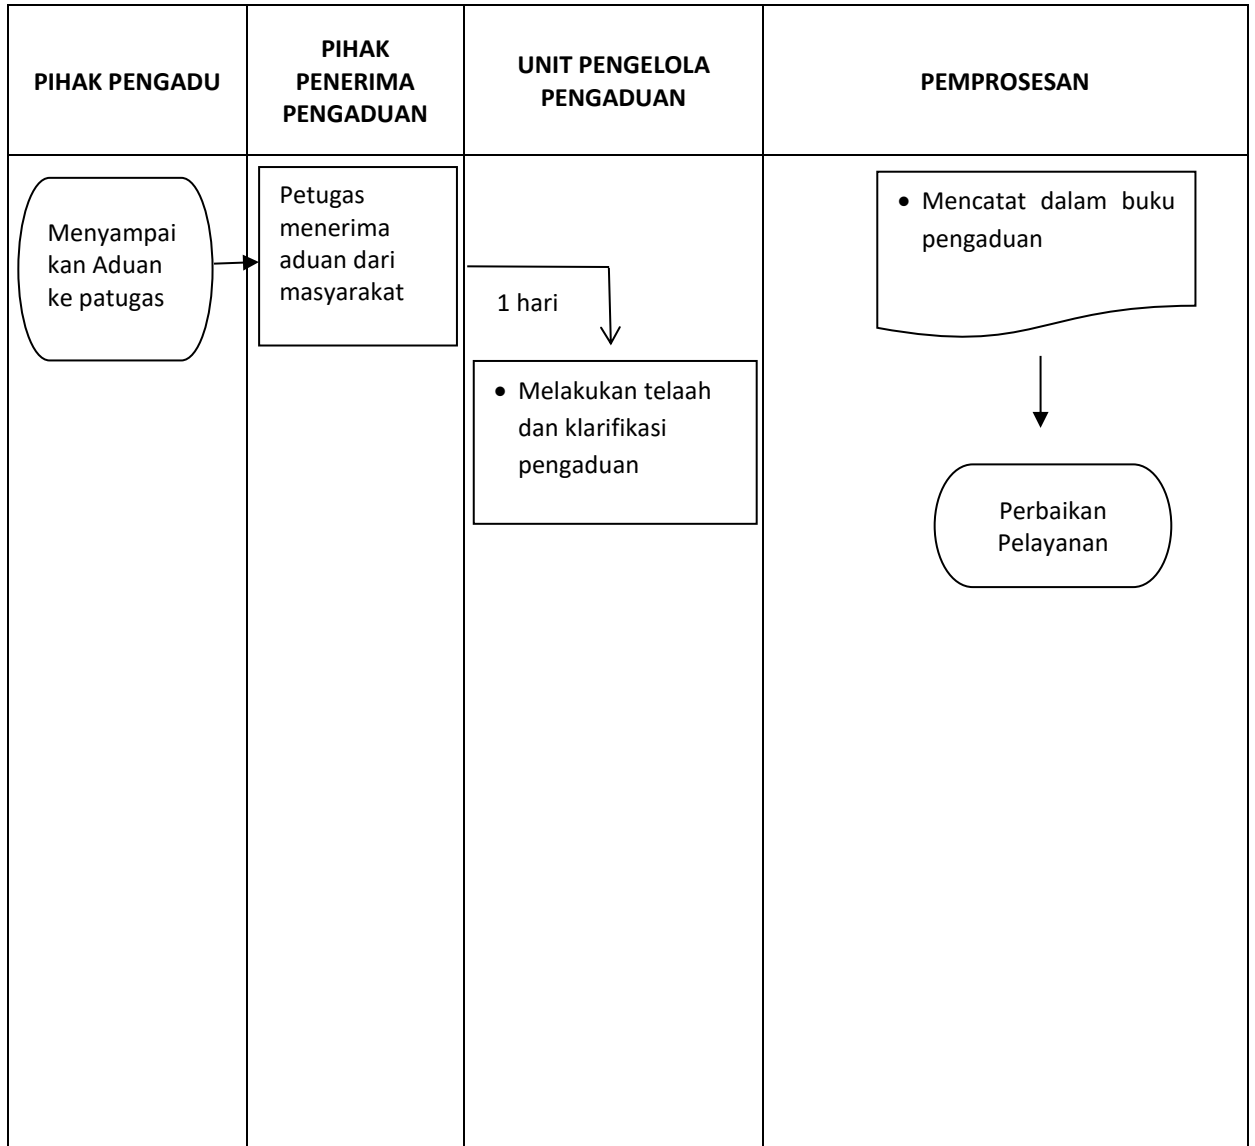 PIHAK PENGADU
PIHAK
PENERIMA
PENGADUAN
UNIT PENGELOLA
PENGADUAN
PEMPROSESAN
Menyampai
kan Aduan
ke patugas
Petugas
menerima
aduan dari
masyarakat
1 hari
• Melakukan telaah
dan klarifikasi
pengaduan
• Mencatat dalam buku
pengaduan
Perbaikan
Pelayanan